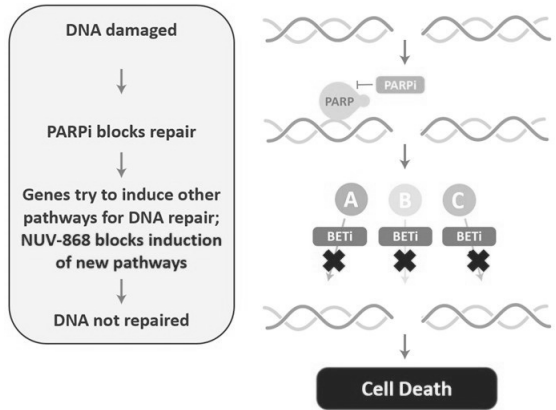 DNA damaged
PARPi blocks repair
Genes try to induce other
pathways for DNA repair;
NUV-868 blocks induction
of new pathways
DNA not repaired
PARP
PARPi
A
B
C
BETi
BETi
BETi
Cell Death